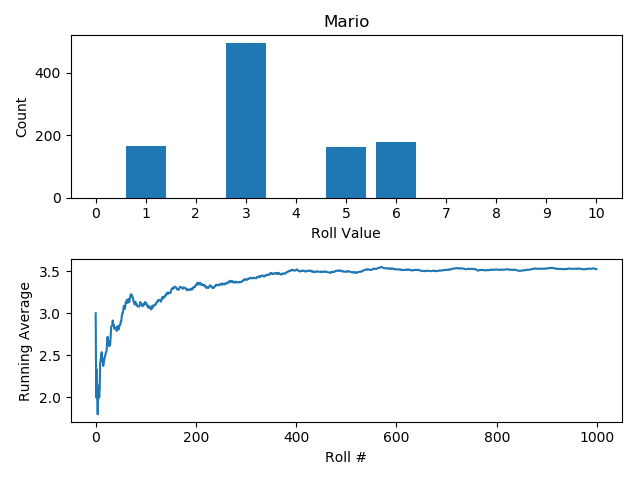 Mario
400
200
0
Count
0 1 2 3 4 5 6 7 8 9 10
Roll Value
3.5
3.0
2.5
2.0
Running Average
0 200 400 600 800 1000
Roll #